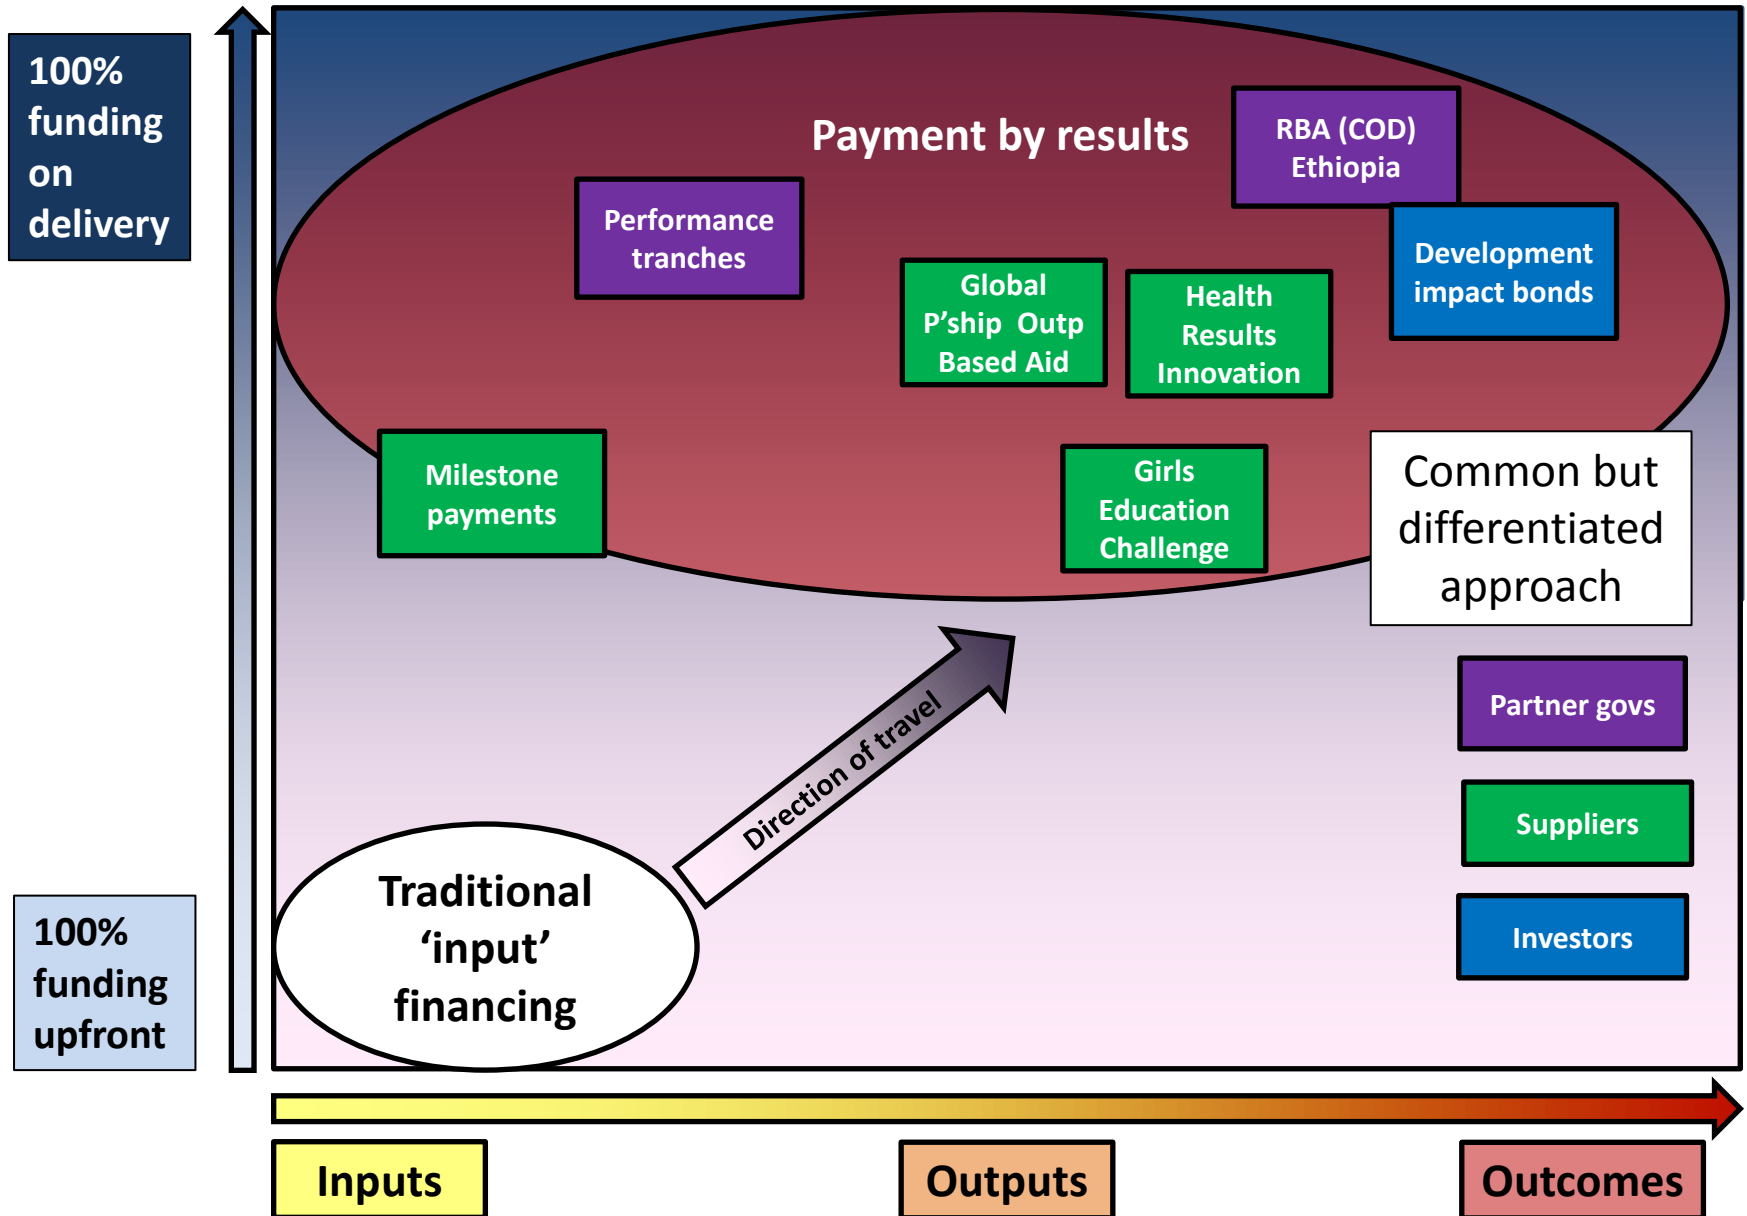 100%
funding
on
delivery
Payment by results
RBA (COD)
Ethiopia
Performance
tranches
Development
impact bonds
Global
P’ship  Outp
Based Aid
Health
Results
Innovation
Milestone
payments
Girls
Education
Challenge
Common but
differentiated
approach
Direction of travel
Partner govs
Suppliers
Investors
Traditional
‘input’
financing
100%
funding
upfront
Inputs
Outputs
Outcomes